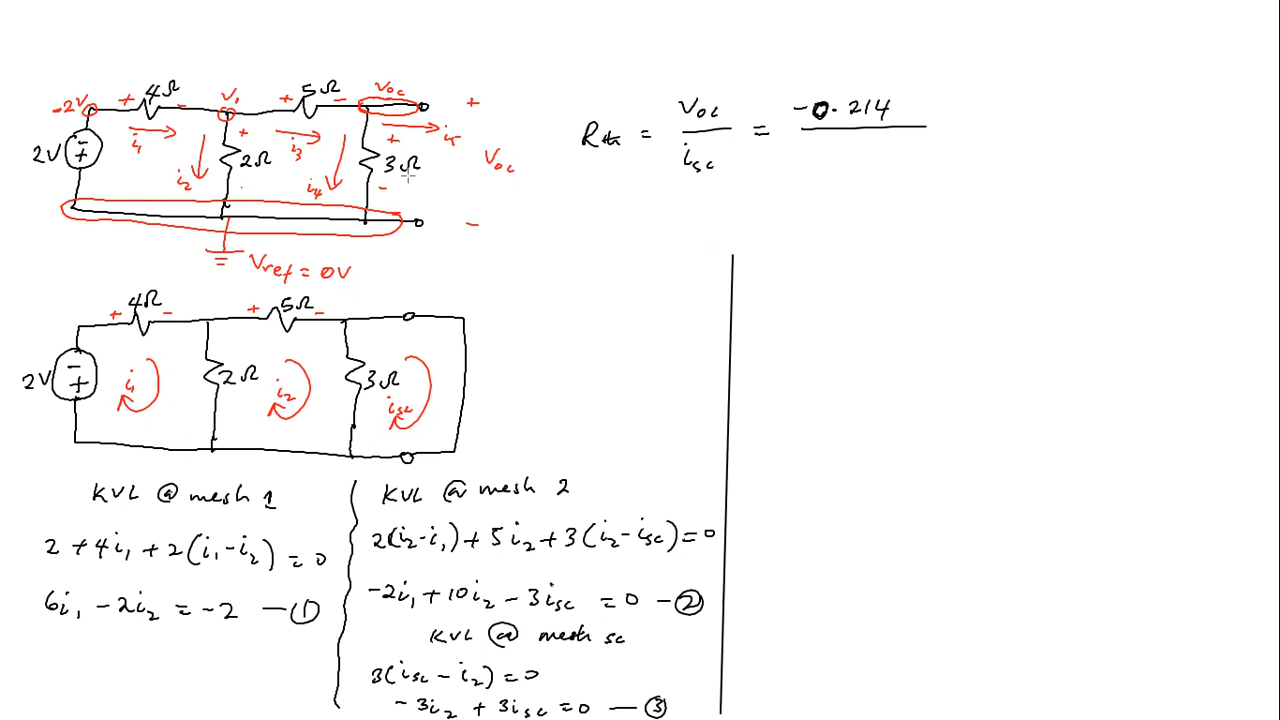 -2V + 4Ω - V₁ + 5Ω - Voc +
2V - + i₁ i₂ + 2Ω i₃ i₄ + 3Ω - i₅ Voc
-
Vref = 0V
+ 4Ω - + 5Ω -
2V - + i₁ 2Ω i₂ 3Ω isc
KVL @ mesh 1
2 + 4i₁ + 2(i₁ - i₂) = 0
6i₁ - 2i₂ = -2 — ①
KVL @ mesh 2
2(i₂ - i₁) + 5i₂ + 3(i₂ - isc) = 0
-2i₁ + 10i₂ - 3isc = 0 — ②
KVL @ mesh sc
3(isc - i₂) = 0
-3i₂ + 3isc = 0 — ③
Rth = Voc / isc = -0.214